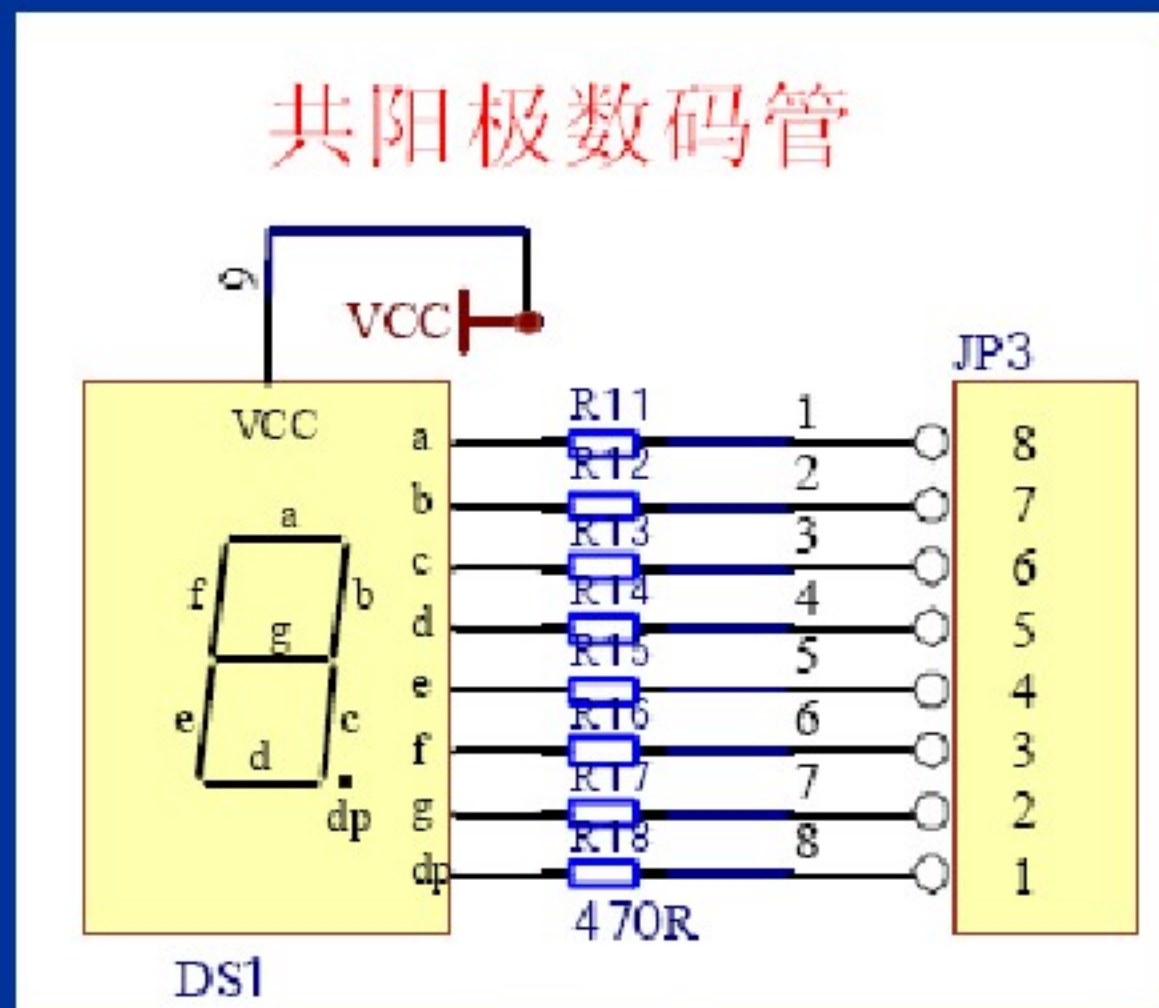 共阳极数码管
9
VCC
JP3
VCC
a R11 1 8
b R12 2 7
c R13 3 6
d R14 4 5
e R15 5 4
f R16 6 3
g R17 7 2
dp R18 8 1
a
f b
g
e c
d
dp
470R
DS1